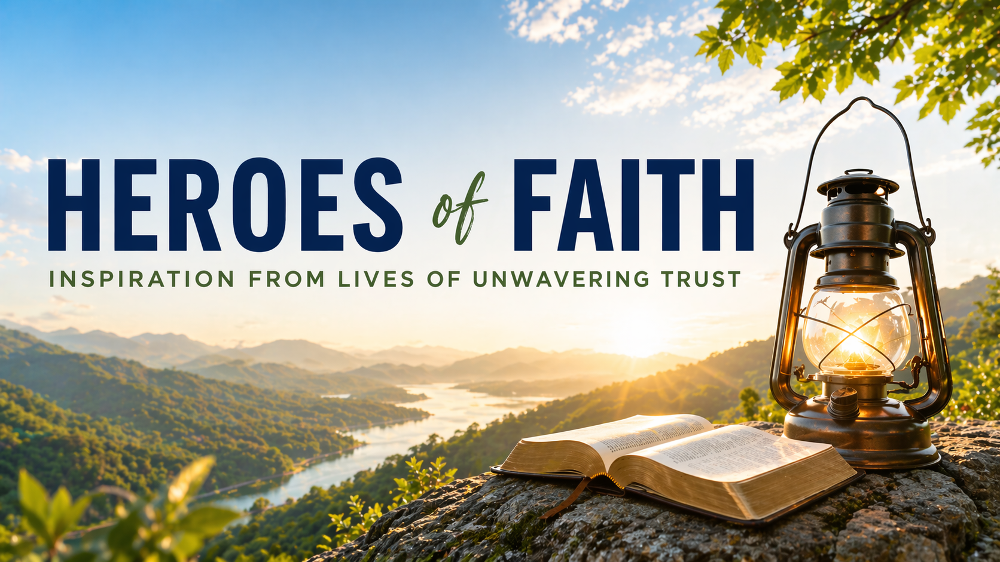 HEROES of FAITH
INSPIRATION FROM LIVES OF UNWAVERING TRUST